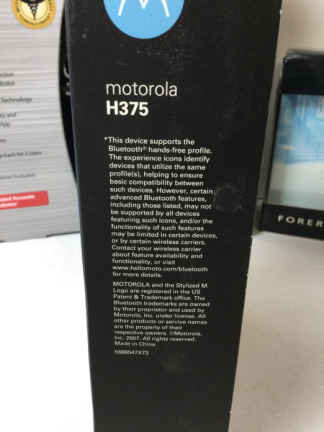 motorola
H375
*This device supports the
Bluetooth® hands-free profile.
The experience icons identify
devices that utilize the same
profile(s), helping to ensure
basic compatibility between
such devices. However, certain
advanced Bluetooth features,
including those listed, may not
be supported by all devices
featuring such icons, and/or the
functionality of such features
may be limited in certain devices,
or by certain wireless carriers.
Contact your wireless carrier
about feature availability and
functionality, or visit
www.hellomoto.com/bluetooth
for more details.
MOTOROLA and the Stylized M
Logo are registered in the US
Patent & Trademark office. The
Bluetooth trademarks are owned
by their proprietor and used by
Motorola, Inc. under license. All
other products or service names
are the property of their
respective owners. ©Motorola,
Inc. 2007. All rights reserved.
Made in China
Technology
FORER